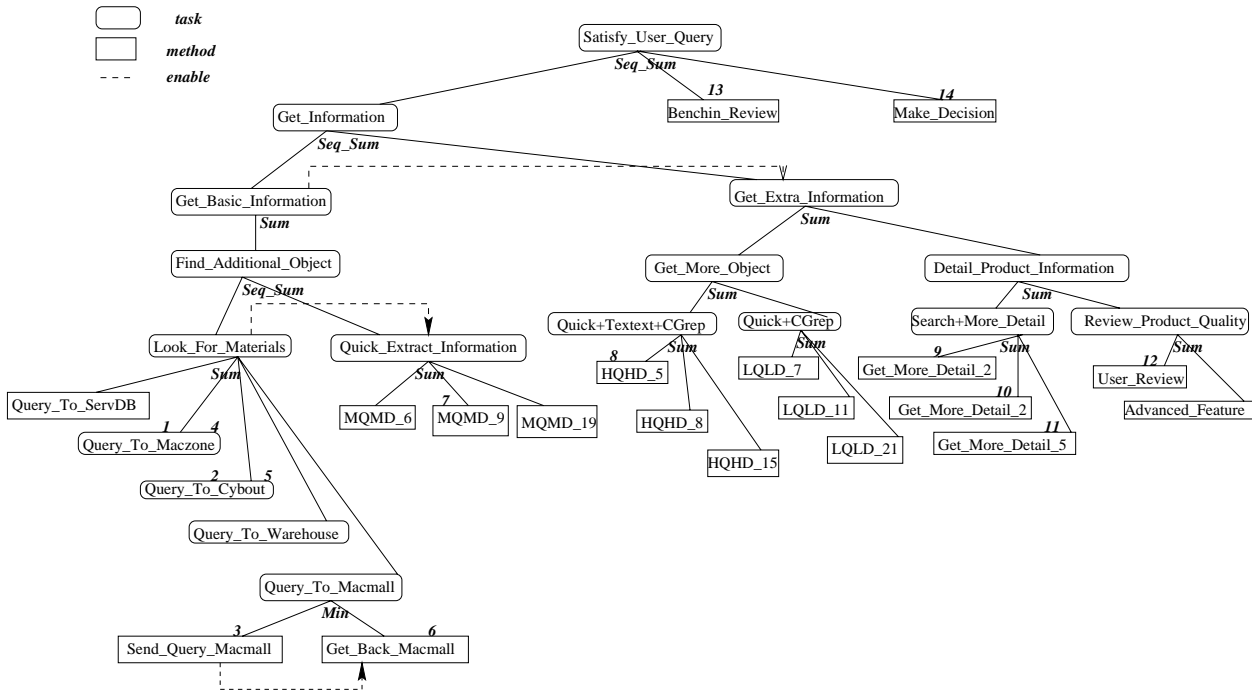 task
method
enable
Satisfy_User_Query
Seq_Sum
13
14
Benchin_Review
Make_Decision
Get_Information
Seq_Sum
Get_Basic_Information
Get_Extra_Information
Sum
Sum
Find_Additional_Object
Get_More_Object
Detail_Product_Information
Seq_Sum
Sum
Sum
Look_For_Materials
Quick_Extract_Information
Quick+Textext+CGrep
Quick+CGrep
Search+More_Detail
Review_Product_Quality
Sum
Sum
8
Sum
Sum
9
Sum
12
Sum
HQHD_5
LQLD_7
Get_More_Detail_2
User_Review
Query_To_ServDB
7
10
MQMD_6
MQMD_9
MQMD_19
HQHD_8
LQLD_11
Get_More_Detail_2
Advanced_Feature
1
4
11
Query_To_Maczone
HQHD_15
LQLD_21
Get_More_Detail_5
2
5
Query_To_Cybout
Query_To_Warehouse
Query_To_Macmall
Min
3
6
Send_Query_Macmall
Get_Back_Macmall